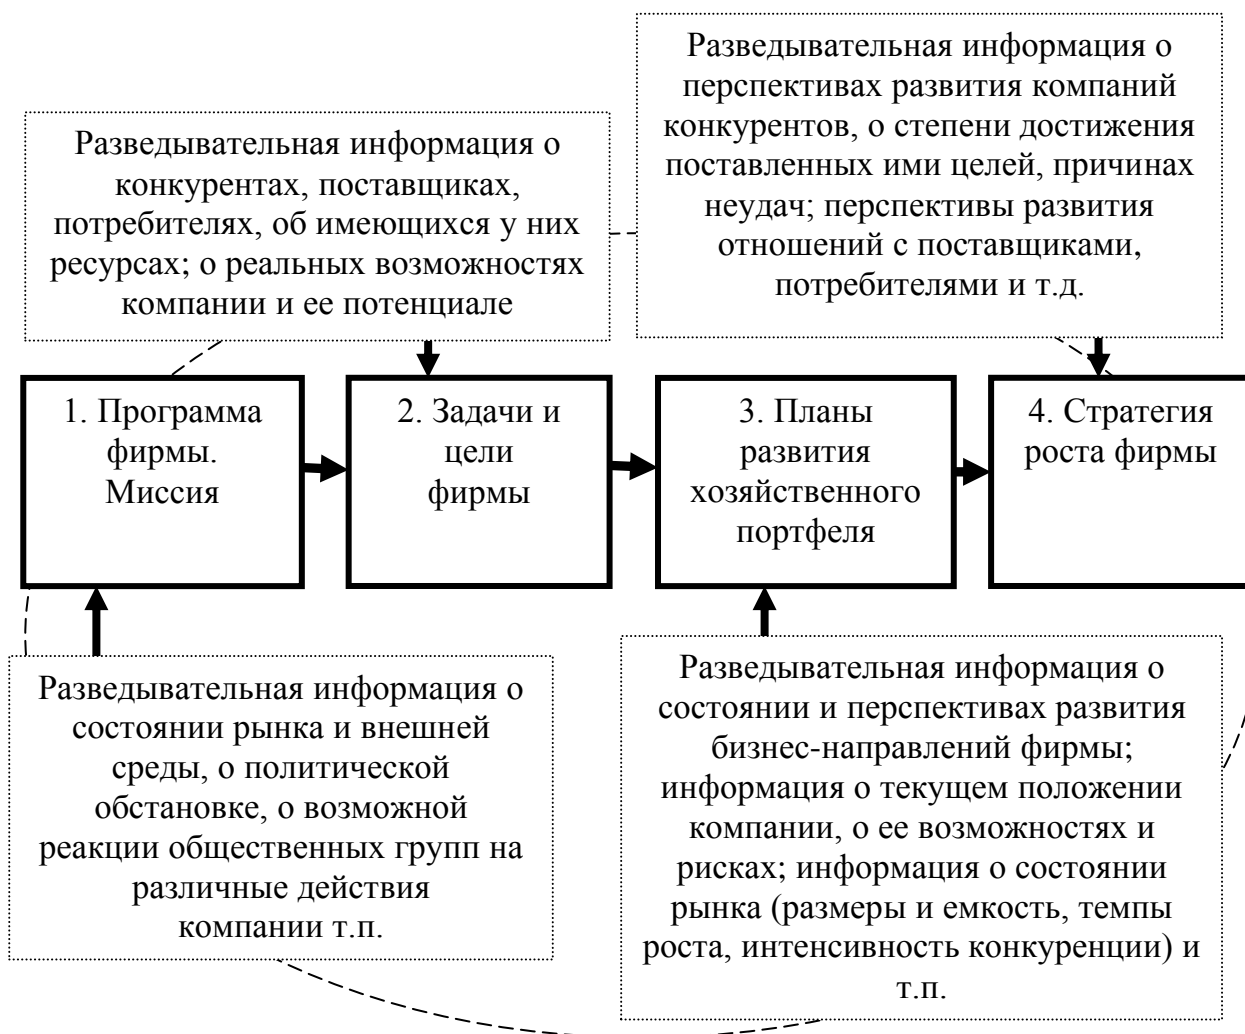 Разведывательная информация о
конкурентах, поставщиках,
потребителях, об имеющихся у них
ресурсах; о реальных возможностях
компании и ее потенциале
Разведывательная информация о
перспективах развития компаний
конкурентов, о степени достижения
поставленных ими целей, причинах
неудач; перспективы развития
отношений с поставщиками,
потребителями и т.д.
1. Программа
фирмы.
Миссия
2. Задачи и
цели
фирмы
3. Планы
развития
хозяйственного
портфеля
4. Стратегия
роста фирмы
Разведывательная информация о
состоянии рынка и внешней
среды, о политической
обстановке, о возможной
реакции общественных групп на
различные действия
компании т.п.
Разведывательная информация о
состоянии и перспективах развития
бизнес-направлений фирмы;
информация о текущем положении
компании, о ее возможностях и
рисках; информация о состоянии
рынка (размеры и емкость, темпы
роста, интенсивность конкуренции) и
т.п.